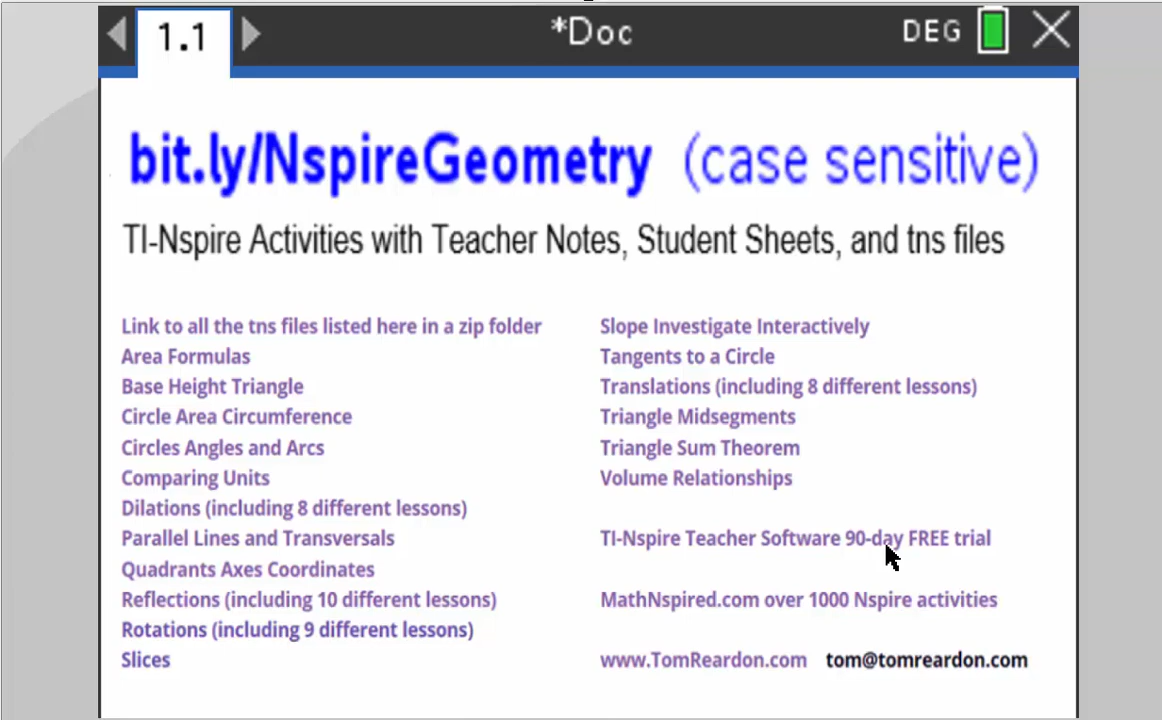 1.1
*Doc
DEG
bit.ly/NspireGeometry (case sensitive)
TI-Nspire Activities with Teacher Notes, Student Sheets, and tns files
Link to all the tns files listed here in a zip folder
Area Formulas
Base Height Triangle
Circle Area Circumference
Circles Angles and Arcs
Comparing Units
Dilations (including 8 different lessons)
Parallel Lines and Transversals
Quadrants Axes Coordinates
Reflections (including 10 different lessons)
Rotations (including 9 different lessons)
Slices
Slope Investigate Interactively
Tangents to a Circle
Translations (including 8 different lessons)
Triangle Midsegments
Triangle Sum Theorem
Volume Relationships
TI-Nspire Teacher Software 90-day FREE trial
MathNspired.com over 1000 Nspire activities
www.TomReardon.com tom@tomreardon.com